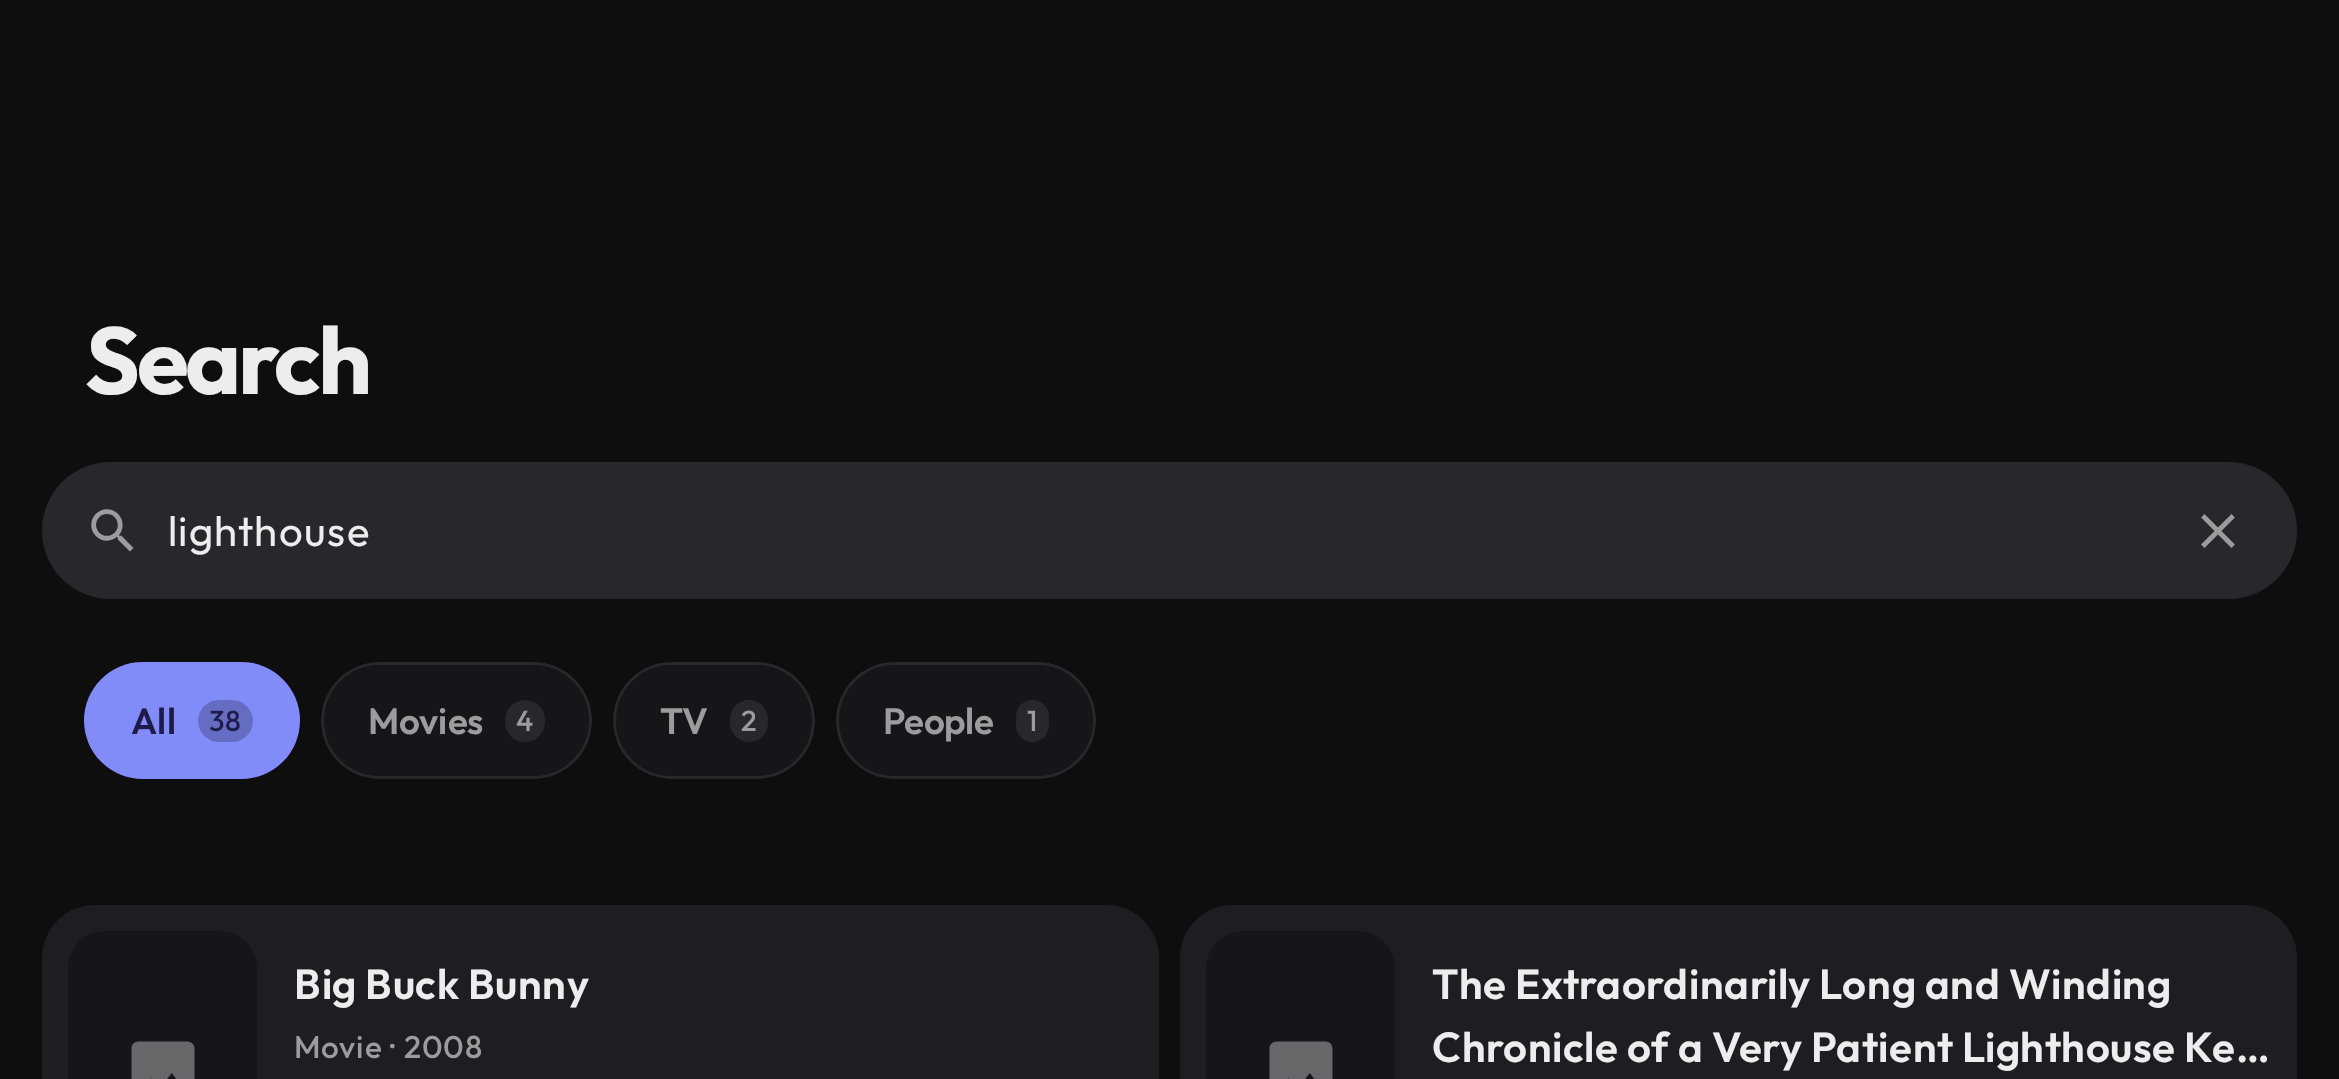 Search
lighthouse
All 38 Movies 4 TV 2 People 1
Big Buck Bunny
Movie · 2008
The Extraordinarily Long and Winding
Chronicle of a Very Patient Lighthouse Ke...